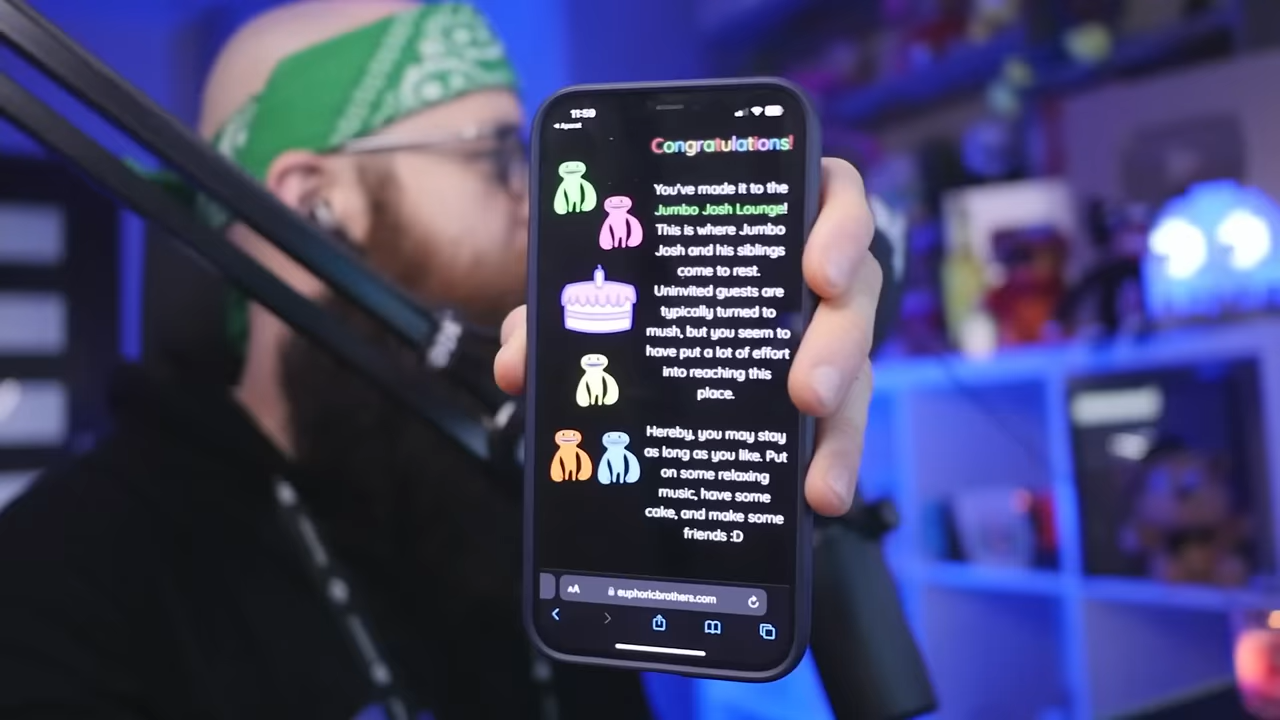 11:59
Aparat
Congratulations!
You've made it to the
Jumbo Josh Lounge!
This is where Jumbo
Josh and his siblings
come to rest.
Uninvited guests are
typically turned to
mush, but you seem to
have put a lot of effort
into reaching this
place.
Hereby, you may stay
as long as you like. Put
on some relaxing
music, have some
cake, and make some
friends :D
AA
euphoricbrothers.com